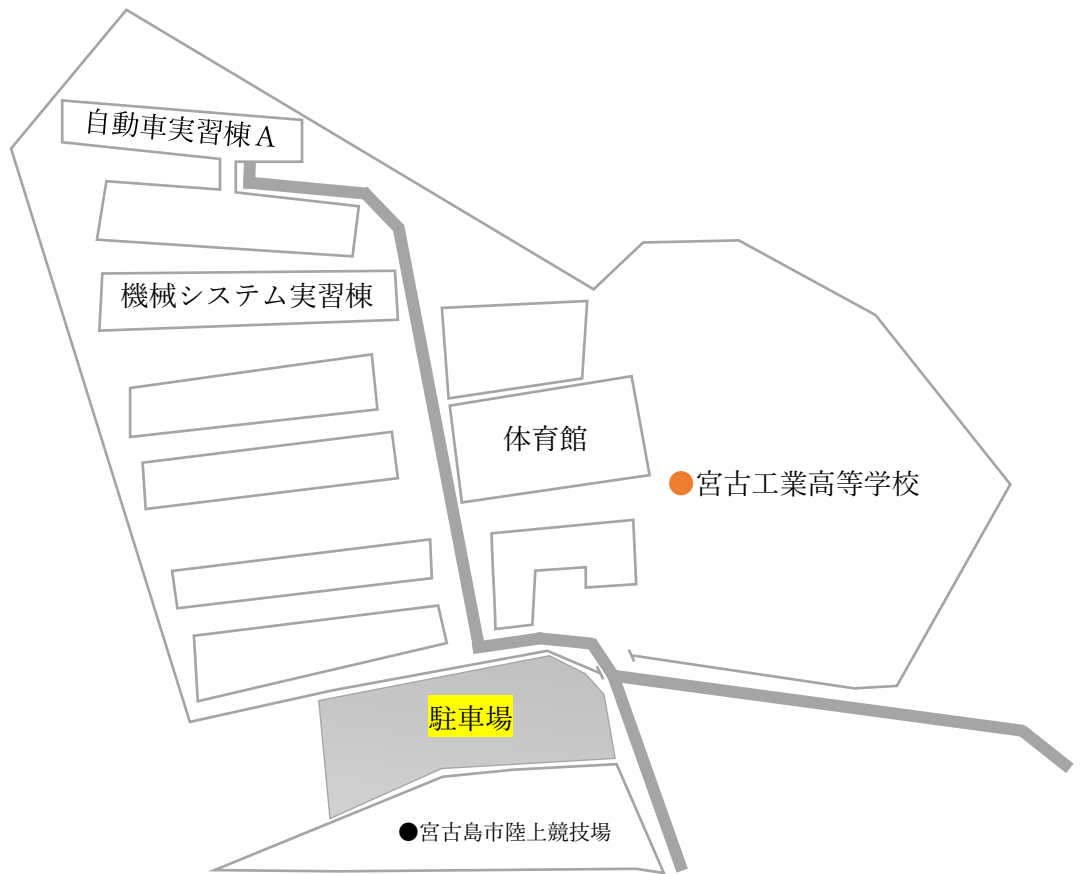 自動車実習棟Ａ
機械システム実習棟
体育館
宮古工業高等学校
駐車場
宮古島市陸上競技場